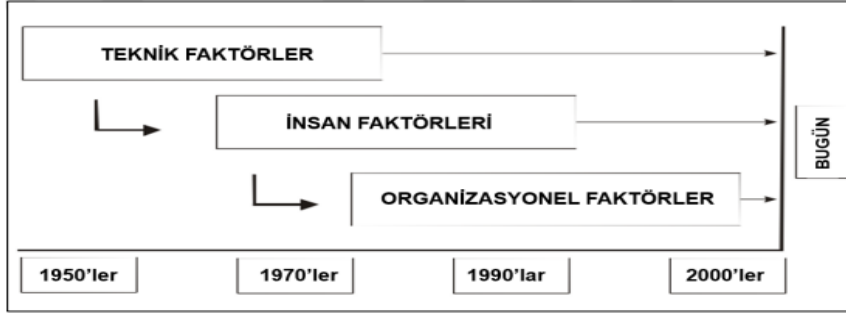 TEKNİK FAKTÖRLER
İNSAN FAKTÖRLERİ
ORGANİZASYONEL FAKTÖRLER
BUGÜN
1950’ler
1970’ler
1990’lar
2000’ler